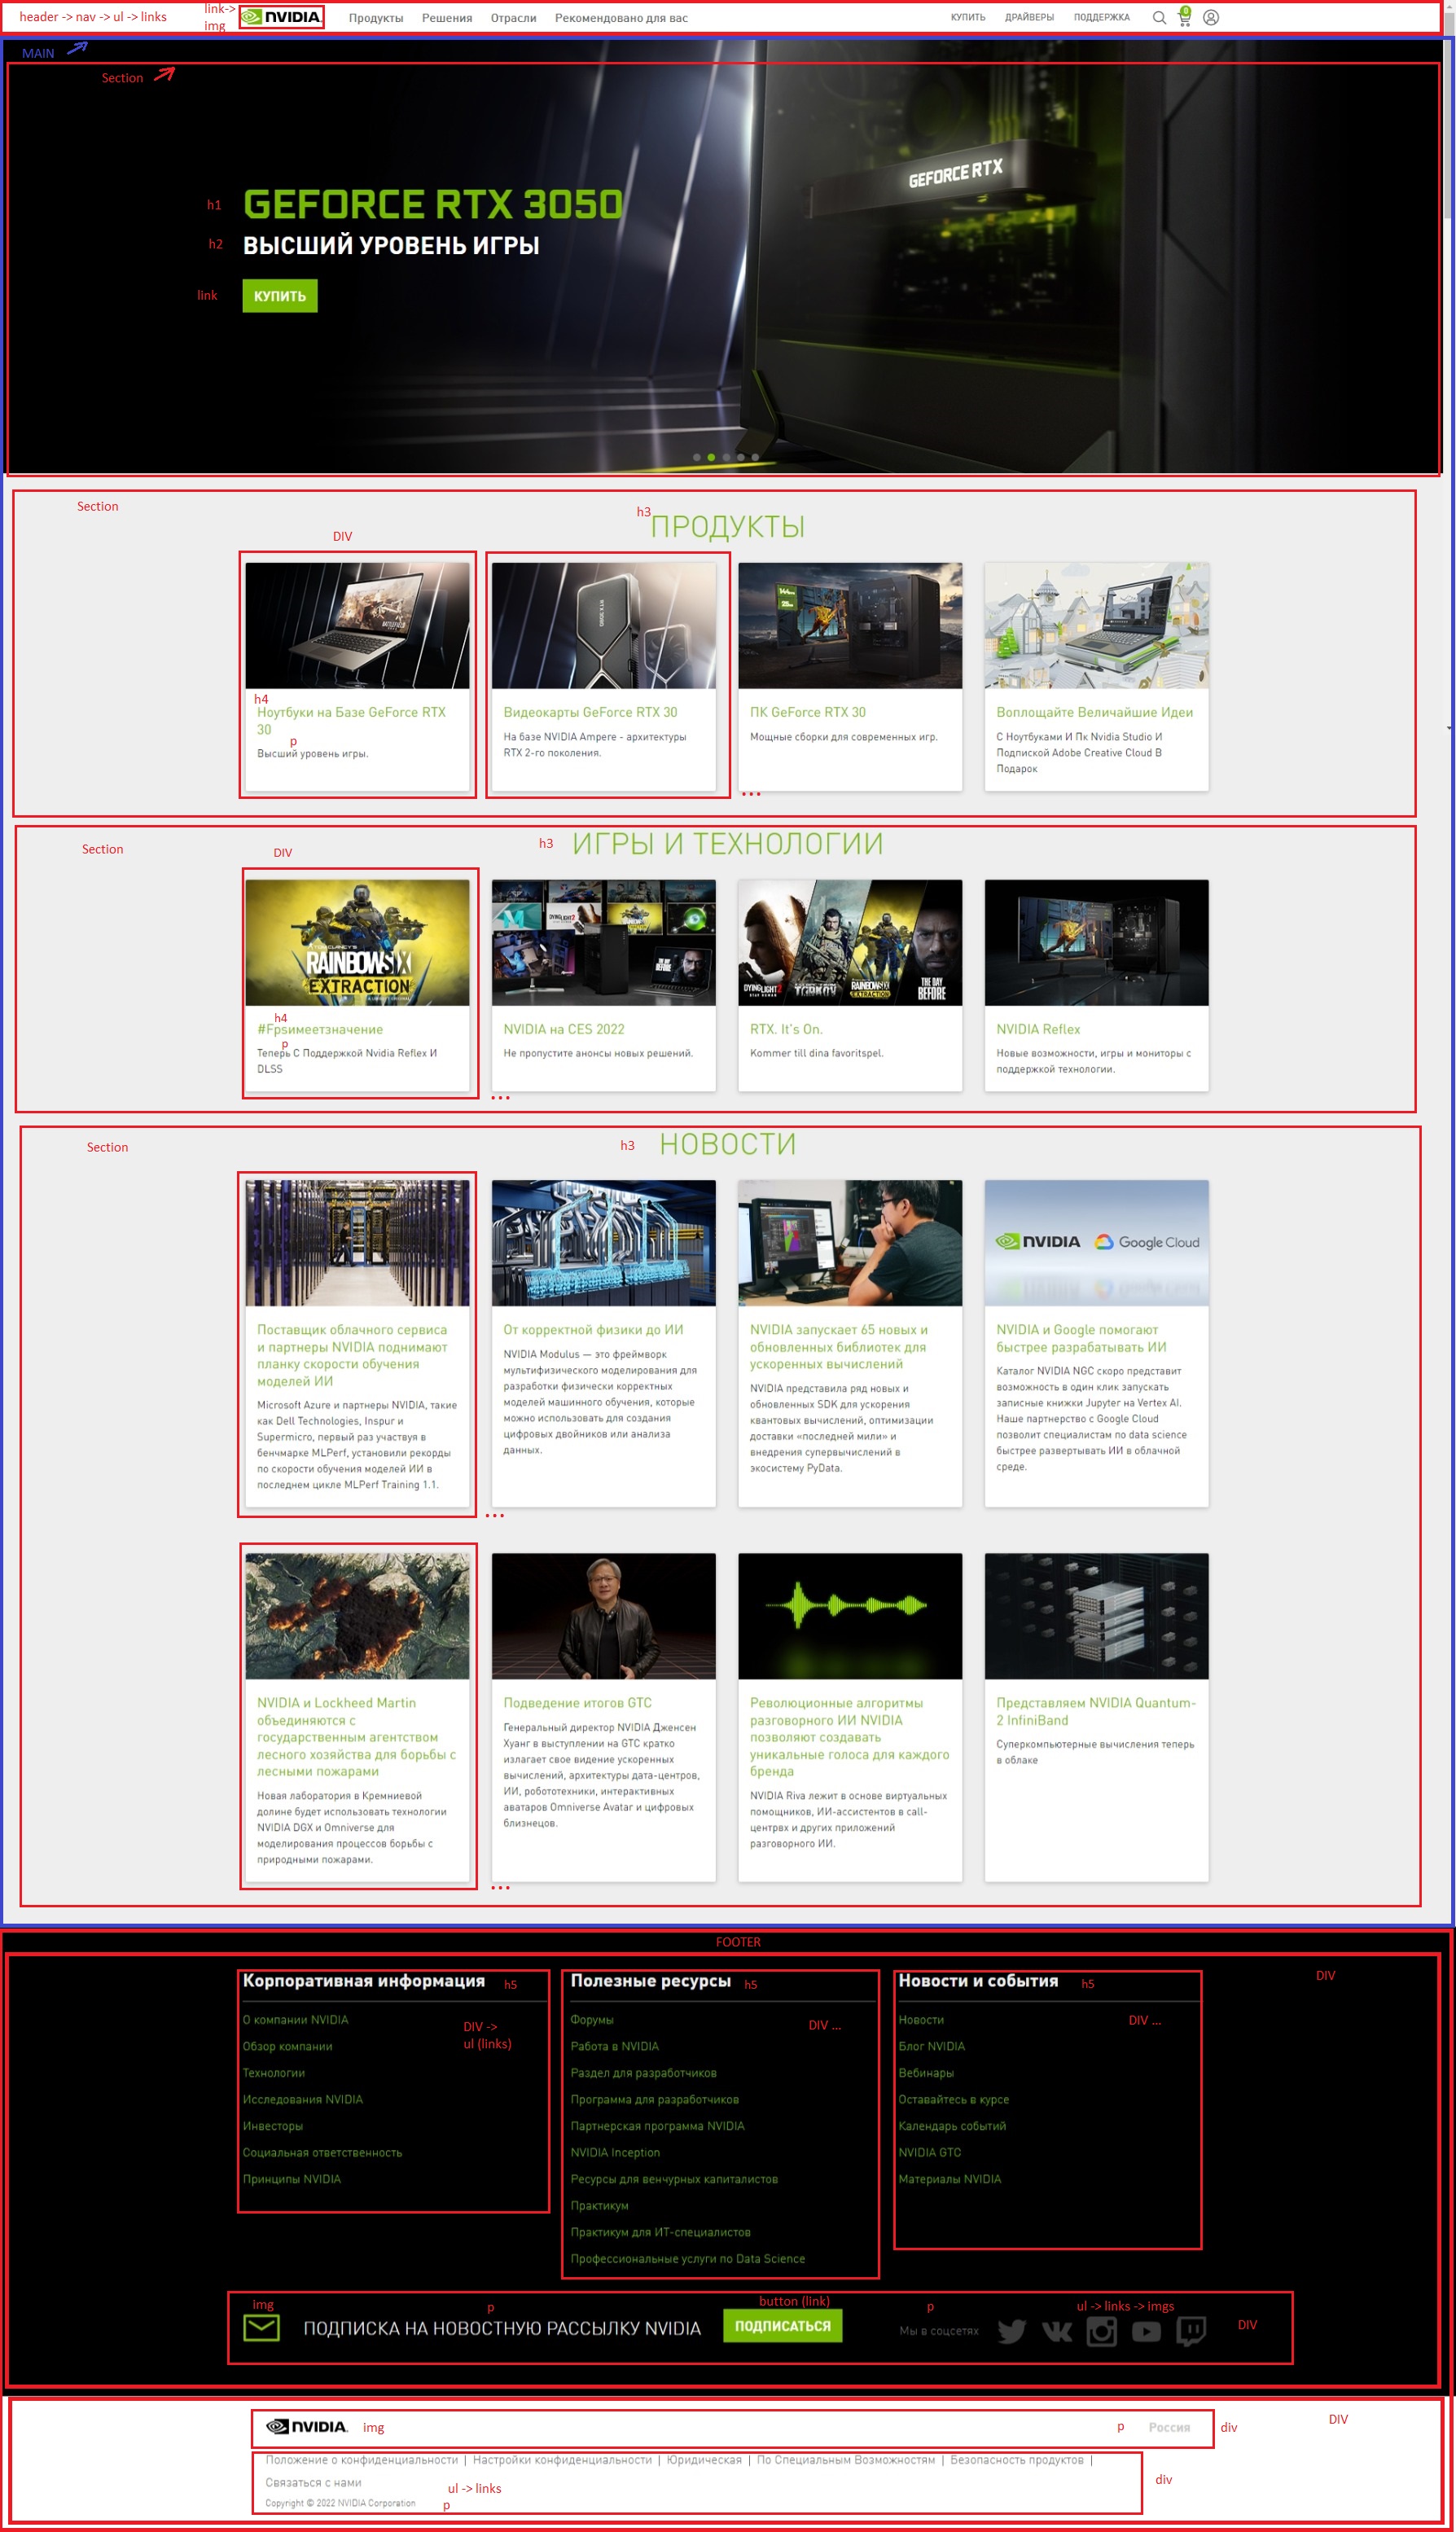 header -> nav -> ul -> links
link->
img
NVIDIA.
Продукты Решения Отрасли Рекомендовано для вас
КУПИТЬ ДРАЙВЕРЫ ПОДДЕРЖКА
0
MAIN
Section
GEFORCE RTX
h1
GEFORCE RTX 3050
h2
ВЫСШИЙ УРОВЕНЬ ИГРЫ
link
КУПИТЬ
Section
h3
ПРОДУКТЫ
DIV
h4
Ноутбуки на Базе GeForce RTX
30
p
Высший уровень игры.
Видеокарты GeForce RTX 30
На базе NVIDIA Ampere - архитектуры
RTX 2-го поколения.
ПК GeForce RTX 30
Мощные сборки для современных игр.
...
Воплощайте Величайшие Идеи
С Ноутбуками И Пк Nvidia Studio И
Подпиской Adobe Creative Cloud В
Подарок
Section
h3
ИГРЫ И ТЕХНОЛОГИИ
DIV
RAINBOW SIX
EXTRACTION
h4
#Fpsимеетзначение
p
Теперь С Поддержкой Nvidia Reflex И
DLSS
NVIDIA на CES 2022
Не пропустите анонсы новых решений.
...
DYINGLIGHT2
TARKOV
RAINBOWSIX
EXTRACTION
THE DAY
BEFORE
RTX. It's On.
Kommer till dina favoritspel.
NVIDIA Reflex
Новые возможности, игры и мониторы с
поддержкой технологии.
Section
h3
НОВОСТИ
Поставщик облачного сервиса
и партнеры NVIDIA поднимают
планку скорости обучения
моделей ИИ
Microsoft Azure и партнеры NVIDIA, такие
как Dell Technologies, Inspur и
Supermicro, первый раз участвуя в
бенчмарке MLPerf, установили рекорды
по скорости обучения моделей ИИ в
последнем цикле MLPerf Training 1.1.
От корректной физики до ИИ
NVIDIA Modulus — это фреймворк
мультифизического моделирования для
разработки физически корректных
моделей машинного обучения, которые
можно использовать для создания
цифровых двойников или анализа
данных.
...
NVIDIA запускает 65 новых и
обновленных библиотек для
ускоренных вычислений
NVIDIA представила ряд новых и
обновленных SDK для ускорения
квантовых вычислений, оптимизации
доставки «последней мили» и
внедрения супервычислений в
экосистему PyData.
NVIDIA Google Cloud
NVIDIA и Google помогают
быстрее разрабатывать ИИ
Каталог NVIDIA NGC скоро представит
возможность в один клик запускать
записные книжки Jupyter на Vertex AI.
Наше партнерство с Google Cloud
позволит специалистам по data science
быстрее развертывать ИИ в облачной
среде.
NVIDIA и Lockheed Martin
объединяются с
государственным агентством
лесного хозяйства для борьбы с
лесными пожарами
Новая лаборатория в Кремниевой
долине будет использовать технологии
NVIDIA DGX и Omniverse для
моделирования процессов борьбы с
природными пожарами.
Подведение итогов GTC
Генеральный директор NVIDIA Дженсен
Хуанг в выступлении на GTC кратко
излагает свое видение ускоренных
вычислений, архитектуры дата-центров,
ИИ, робототехники, интерактивных
аватаров Omniverse Avatar и цифровых
близнецов.
...
Революционные алгоритмы
разговорного ИИ NVIDIA
позволяют создавать
уникальные голоса для каждого
бренда
NVIDIA Riva лежит в основе виртуальных
помощников, ИИ-ассистентов в call-
центрвх и других приложений
разговорного ИИ.
Представляем NVIDIA Quantum-
2 InfiniBand
Суперкомпьютерные вычисления теперь
в облаке
FOOTER
DIV
Корпоративная информация h5
DIV ->
ul (links)
О компании NVIDIA
Обзор компании
Технологии
Исследования NVIDIA
Инвесторы
Социальная ответственность
Принципы NVIDIA
Полезные ресурсы h5
DIV ...
Форумы
Работа в NVIDIA
Раздел для разработчиков
Программа для разработчиков
Партнерская программа NVIDIA
NVIDIA Inception
Ресурсы для венчурных капиталистов
Практикум
Практикум для ИТ-специалистов
Профессиональные услуги по Data Science
Новости и события h5
DIV ...
Новости
Блог NVIDIA
Вебинары
Оставайтесь в курсе
Календарь событий
NVIDIA GTC
Материалы NVIDIA
Img p button (link) p ul -> links -> imgs
ПОДПИСКА НА НОВОСТНУЮ РАССЫЛКУ NVIDIA ПОДПИСАТЬСЯ Мы в соцсетях DIV
NVIDIA. img p Россия div DIV
Положение о конфиденциальности | Настройки конфиденциальности | Юридическая | По Специальным Возможностям | Безопасность продуктов |
Связаться с нами
ul -> links
div
Copyright © 2022 NVIDIA Corporation
p